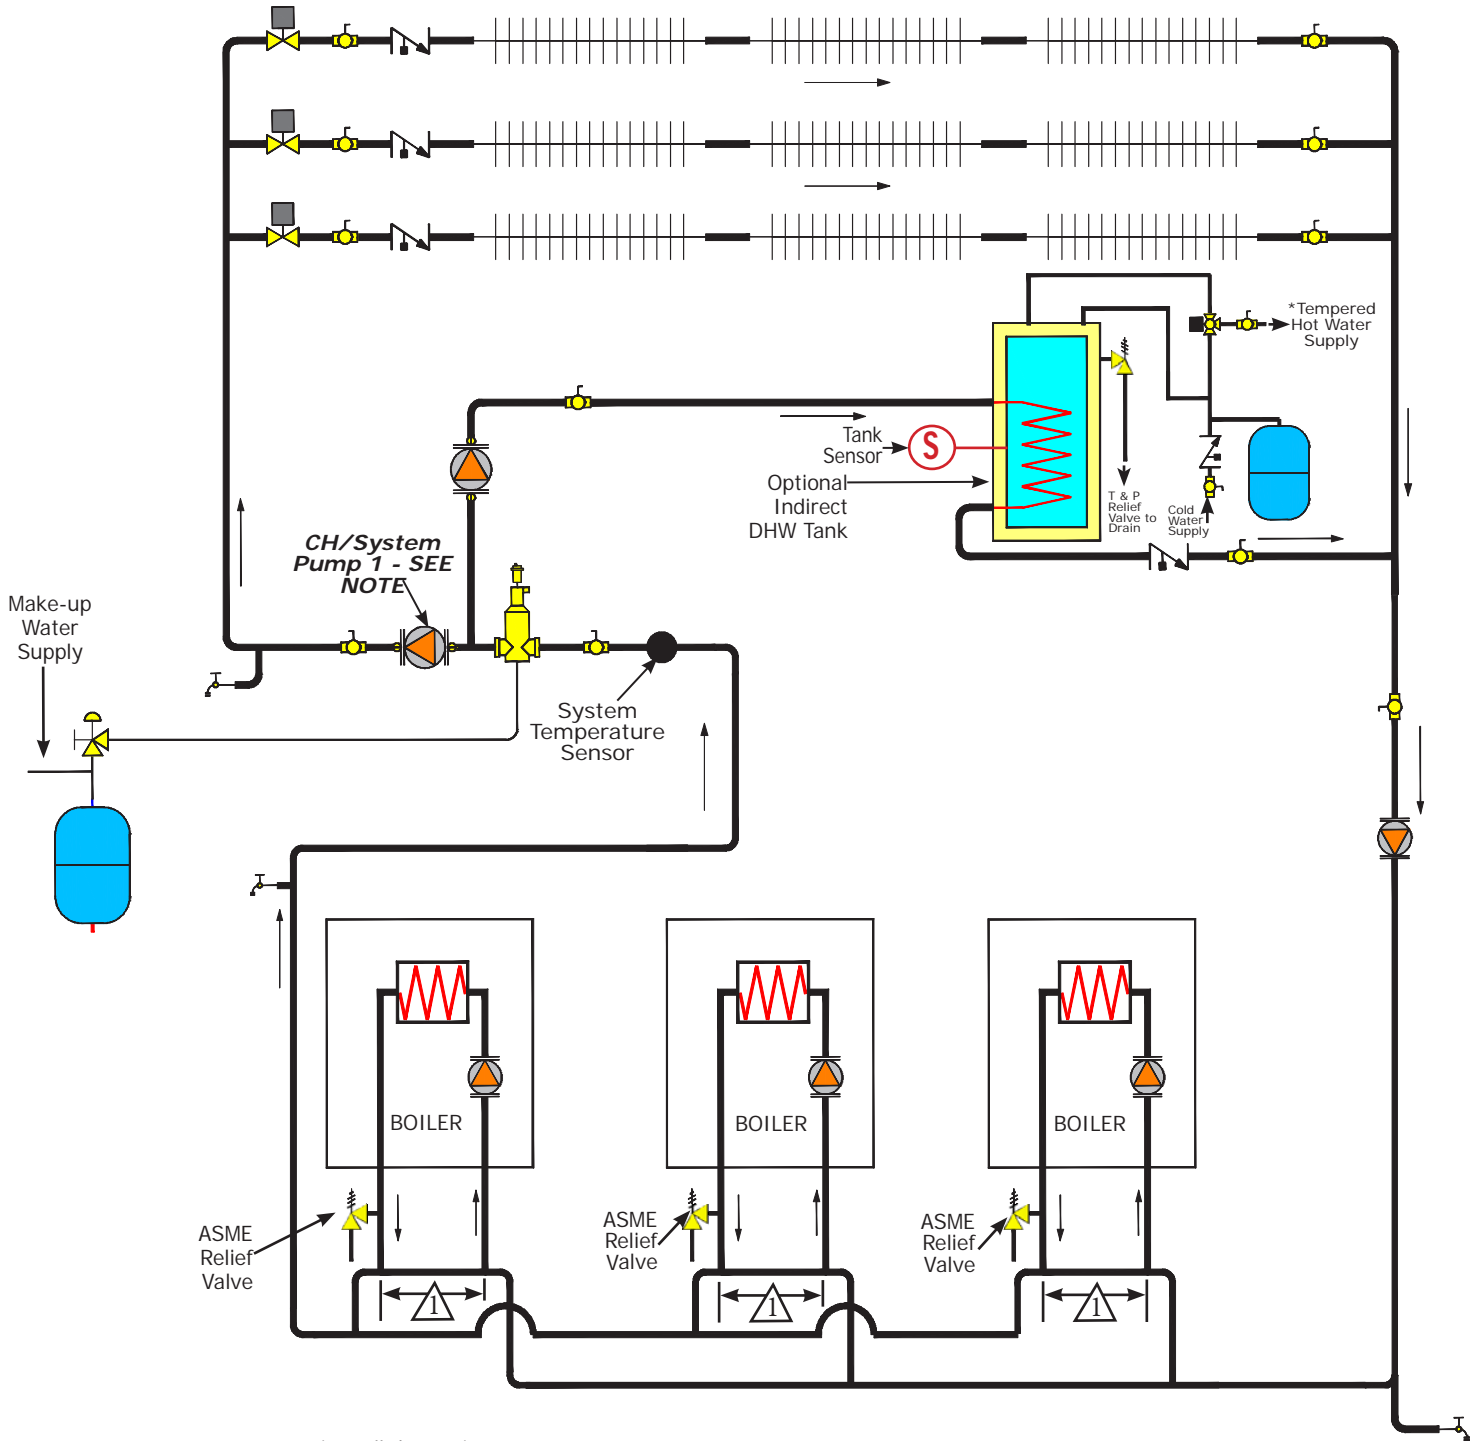 *Tempered
Hot Water
Supply
Tank
Sensor
S
Optional
Indirect
DHW Tank
T & P
Relief
Valve to
Drain
Cold
Water
Supply
CH/System
Pump 1 - SEE
NOTE
Make-up
Water
Supply
System
Temperature
Sensor
BOILER
BOILER
BOILER
ASME
Relief
Valve
ASME
Relief
Valve
ASME
Relief
Valve
1
1
1